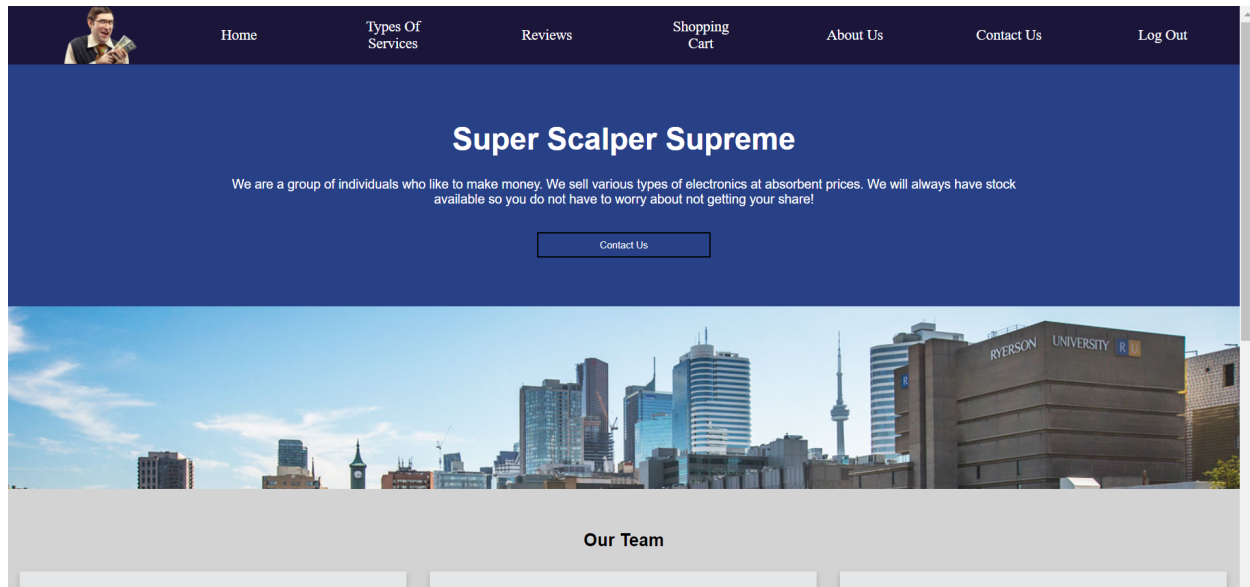 Home
Types Of
Services
Reviews
Shopping
Cart
About Us
Contact Us
Log Out
Super Scalper Supreme
We are a group of individuals who like to make money. We sell various types of electronics at absorbent prices. We will always have stock
available so you do not have to worry about not getting your share!
Contact Us
RYERSON UNIVERSITY R U
R
Our Team